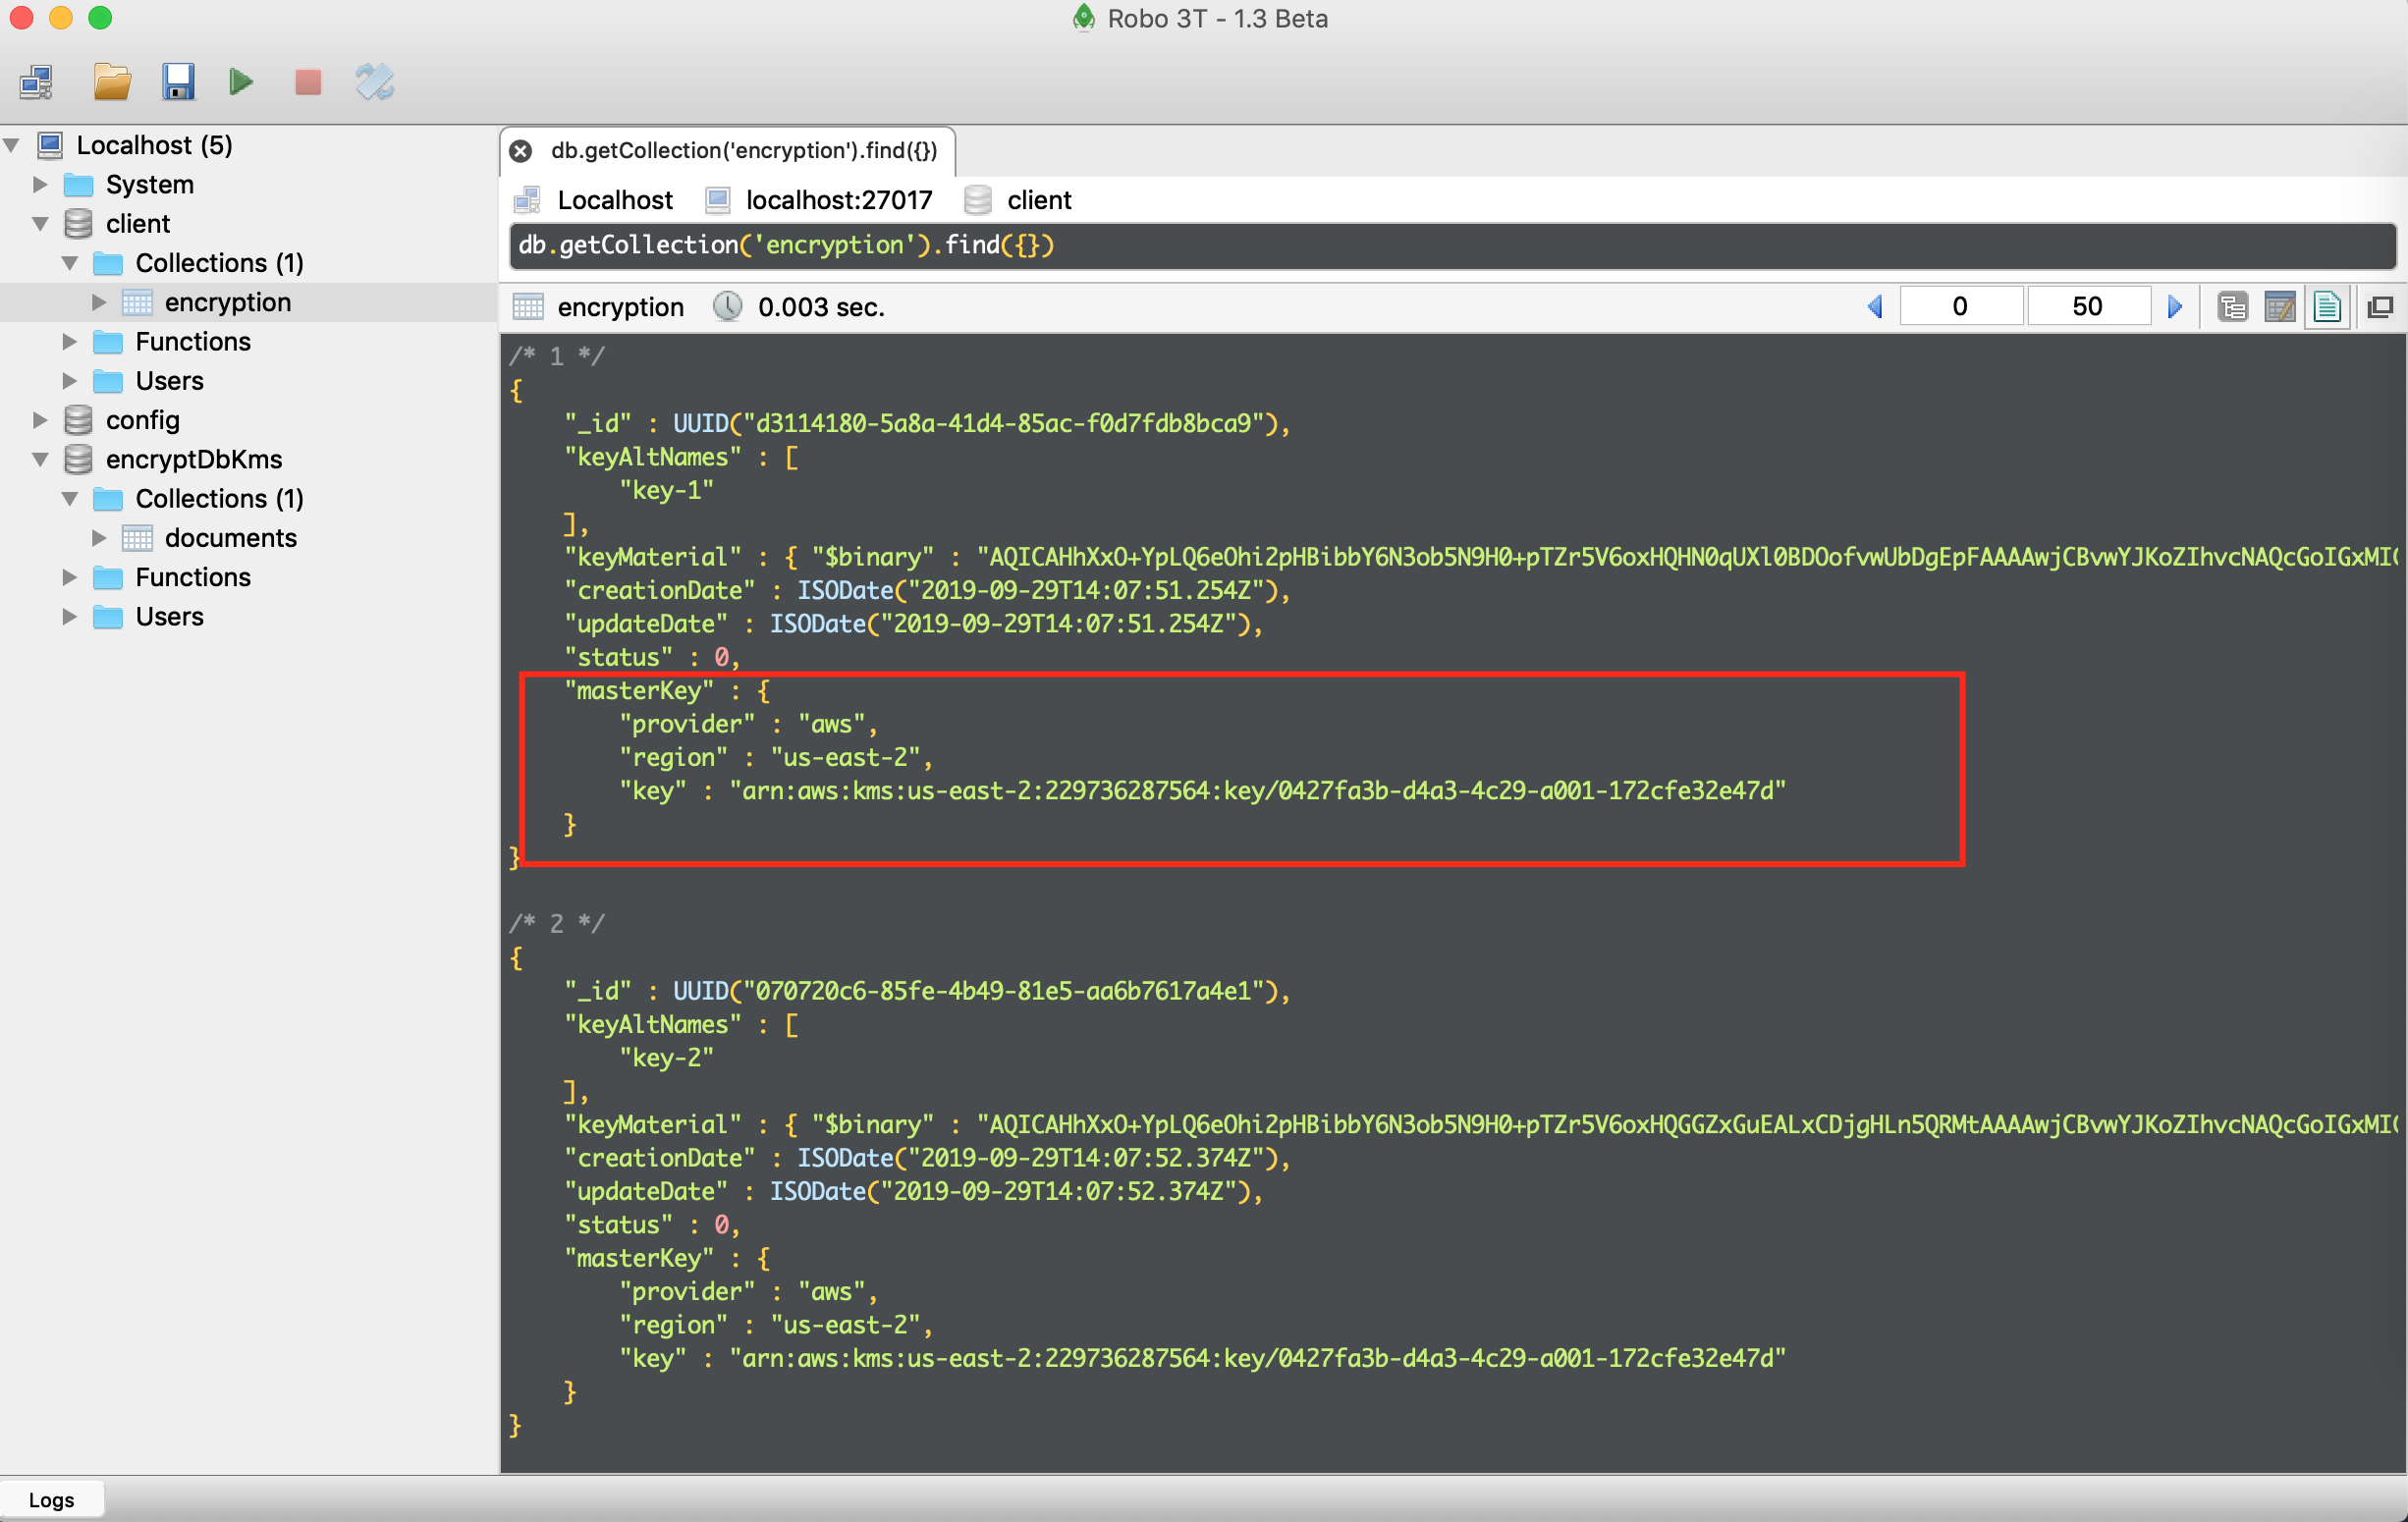 Robo 3T - 1.3 Beta
Localhost (5)
System
client
Collections (1)
encryption
Functions
Users
config
encryptDbKms
Collections (1)
documents
Functions
Users
db.getCollection('encryption').find({})
Localhost localhost:27017 client
db.getCollection('encryption').find({})
encryption 0.003 sec. 0 50
/* 1 */
{
"_id" : UUID("d3114180-5a8a-41d4-85ac-f0d7fdb8bca9"),
"keyAltNames" : [
"key-1"
],
"keyMaterial" : { "$binary" : "AQICAHhXxO+YpLQ6eOhi2pHBibbY6N3ob5N9H0+pTZr5V6oxHQHN0qUXl0BDOofvwUbDgEpFAAAAwjCBvwYJKoZIhvcNAQcGoIGxMI
"creationDate" : ISODate("2019-09-29T14:07:51.254Z"),
"updateDate" : ISODate("2019-09-29T14:07:51.254Z"),
"status" : 0,
"masterKey" : {
"provider" : "aws",
"region" : "us-east-2",
"key" : "arn:aws:kms:us-east-2:229736287564:key/0427fa3b-d4a3-4c29-a001-172cfe32e47d"
}
}
/* 2 */
{
"_id" : UUID("070720c6-85fe-4b49-81e5-aa6b7617a4e1"),
"keyAltNames" : [
"key-2"
],
"keyMaterial" : { "$binary" : "AQICAHhXxO+YpLQ6eOhi2pHBibbY6N3ob5N9H0+pTZr5V6oxHQGGZxGuEALxCDjgHLn5QRMtAAAAwjCBvwYJKoZIhvcNAQcGoIGxMI
"creationDate" : ISODate("2019-09-29T14:07:52.374Z"),
"updateDate" : ISODate("2019-09-29T14:07:52.374Z"),
"status" : 0,
"masterKey" : {
"provider" : "aws",
"region" : "us-east-2",
"key" : "arn:aws:kms:us-east-2:229736287564:key/0427fa3b-d4a3-4c29-a001-172cfe32e47d"
}
}
Logs